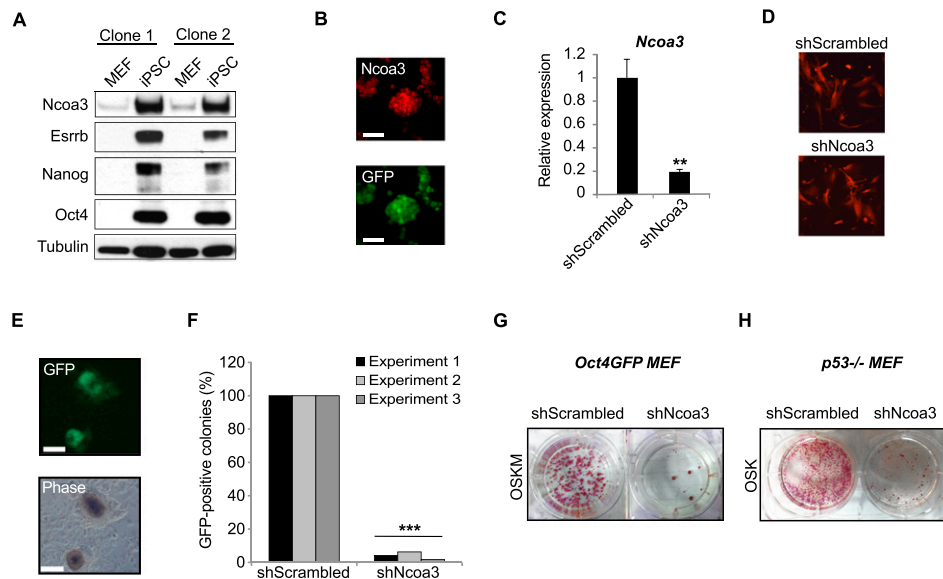 A
Clone 1 Clone 2
MEF iPSC MEF iPSC
Ncoa3
Esrrb
Nanog
Oct4
Tubulin
B
Ncoa3
GFP
C
Ncoa3
Relative expression
1.2
1
0.8
0.6
0.4
0.2
0
**
shScrambled
shNcoa3
D
shScrambled
shNcoa3
E
GFP
Phase
F
GFP-positive colonies (%)
120
100
80
60
40
20
0
Experiment 1
Experiment 2
Experiment 3
***
shScrambled shNcoa3
G
Oct4GFP MEF
shScrambled shNcoa3
OSKM
H
p53-/- MEF
shScrambled shNcoa3
OSK